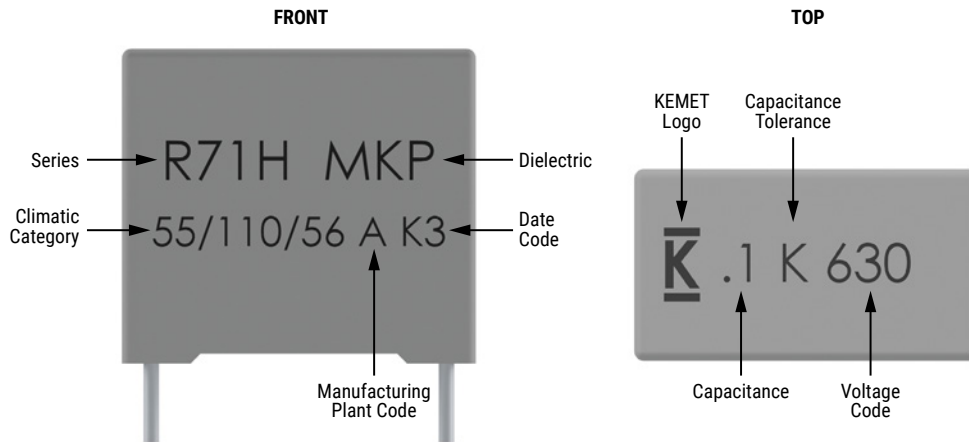 FRONT
Series
R71H MKP
Dielectric
Climatic
Category
55/110/56 A K3
Date
Code
Manufacturing
Plant Code
TOP
KEMET
Logo
Capacitance
Tolerance
K .1 K 630
Capacitance
Voltage
Code